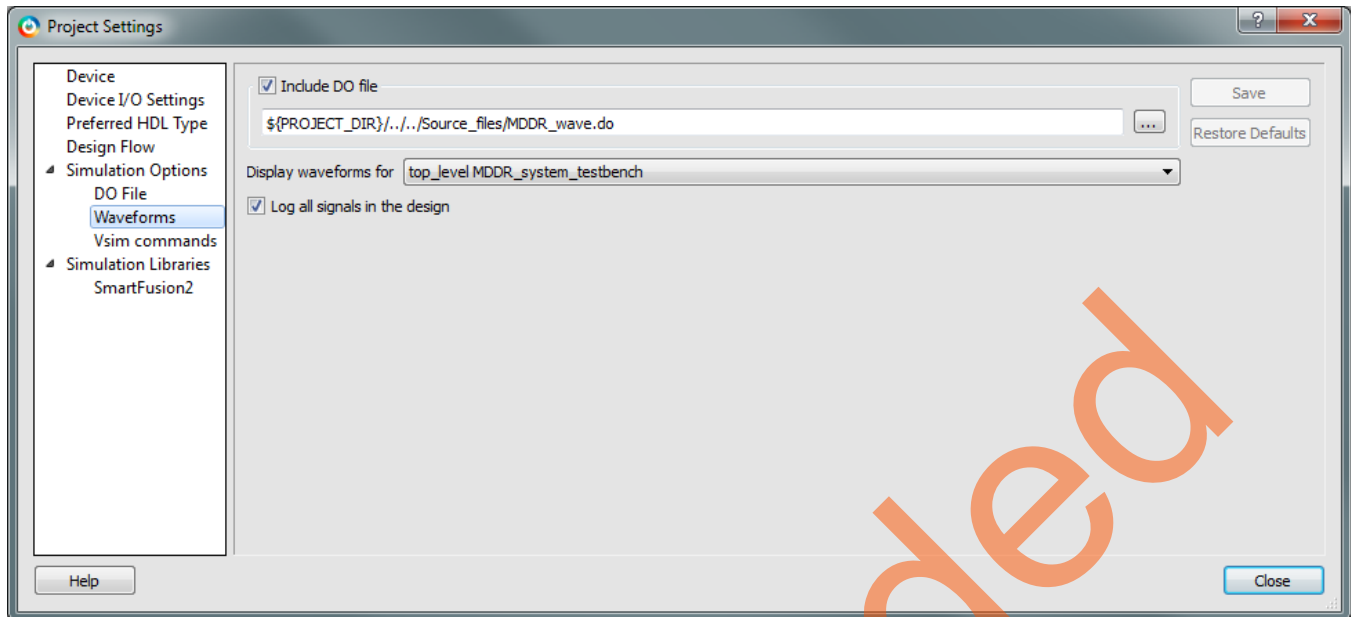 Project Settings
Device
Device I/O Settings
Preferred HDL Type
Design Flow
Simulation Options
DO File
Waveforms
Vsim commands
Simulation Libraries
SmartFusion2
Include DO file
${PROJECT_DIR}/../../Source_files/MDDR_wave.do
...
Save
Restore Defaults
Display waveforms for top_level MDDR_system_testbench
Log all signals in the design
Help
Close
ded